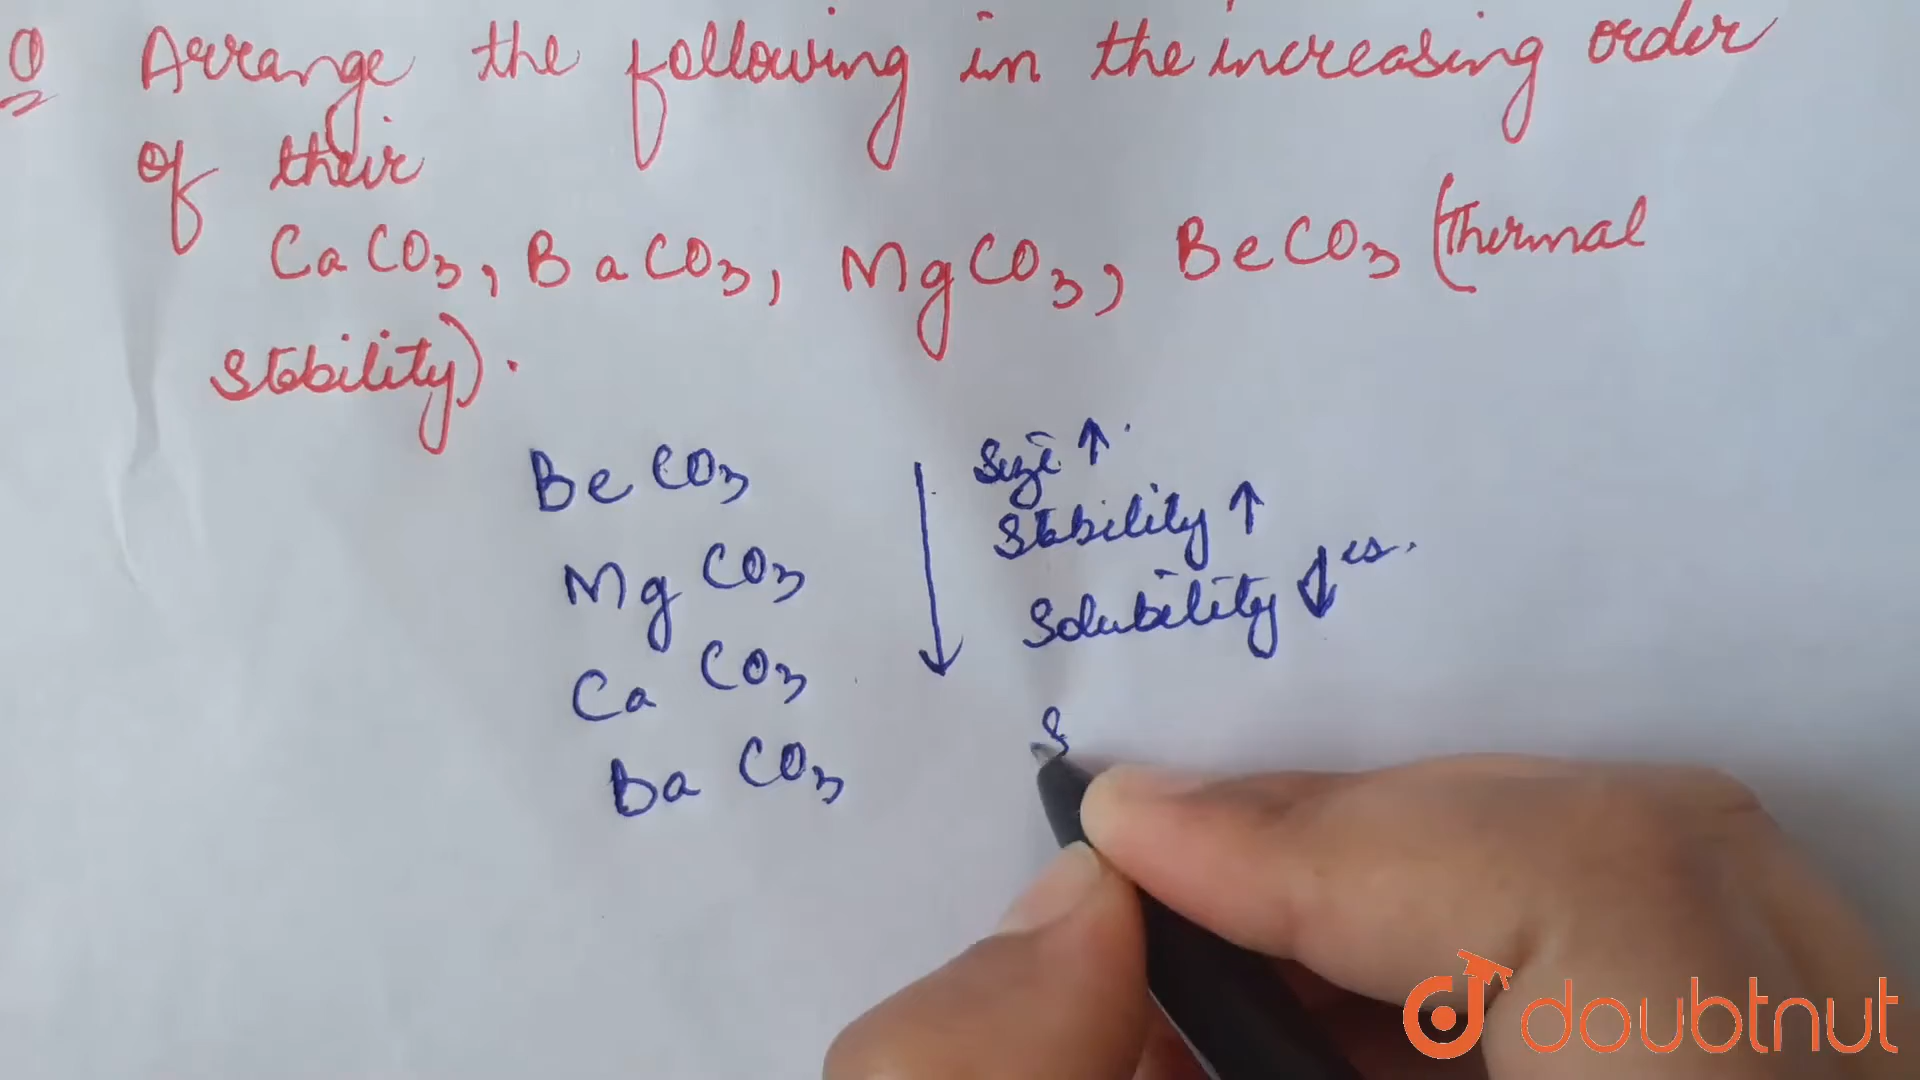 Q Arrange the following in the increasing order
of their
CaCO3, BaCO3, MgCO3, BeCO3 (Thermal
stability).
BeCO3
MgCO3
CaCO3
BaCO3
Size ↑.
Stability ↑
Solubility ↓es.
S
doubtnut